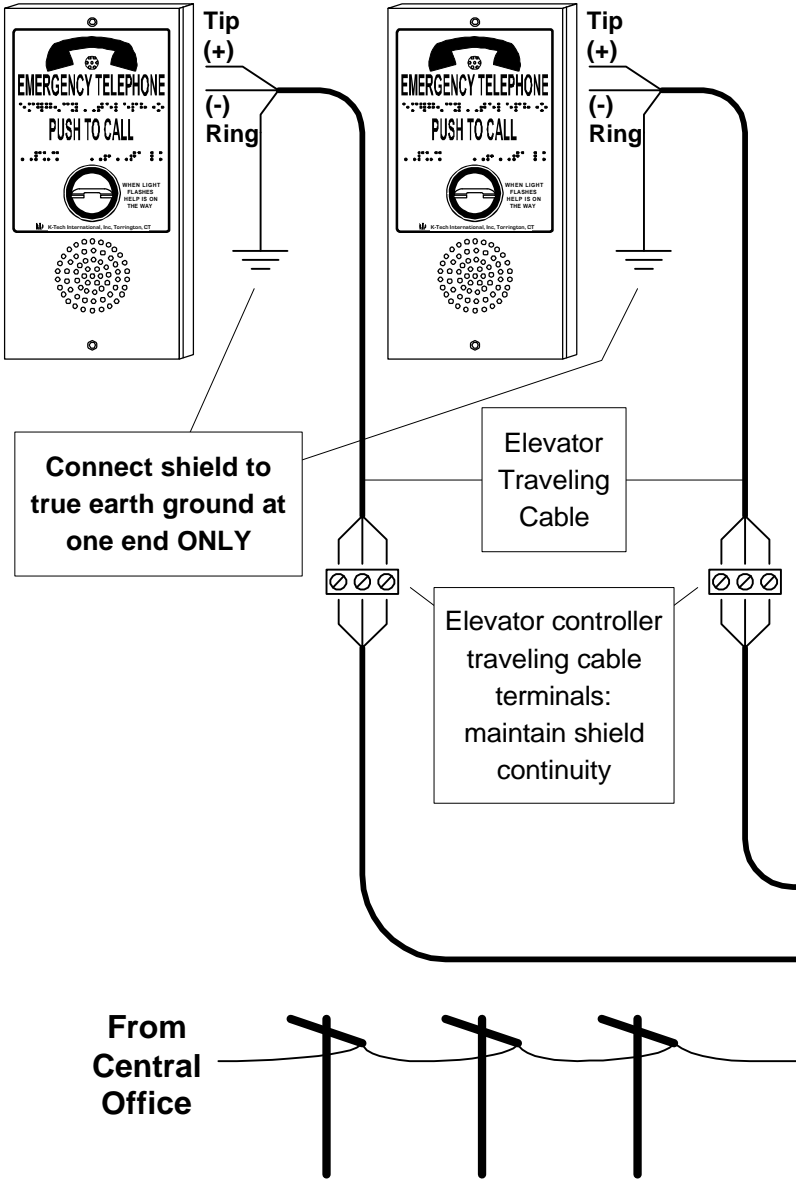 Tip
(+)
EMERGENCY TELEPHONE
PUSH TO CALL
WHEN LIGHT
FLASHES
HELP IS ON
THE WAY
K-Tech International, Inc, Torrington, CT
(-)
Ring
Tip
(+)
EMERGENCY TELEPHONE
PUSH TO CALL
WHEN LIGHT
FLASHES
HELP IS ON
THE WAY
K-Tech International, Inc, Torrington, CT
(-)
Ring
Connect shield to
true earth ground at
one end ONLY
Elevator
Traveling
Cable
Elevator controller
traveling cable
terminals:
maintain shield
continuity
From
Central
Office